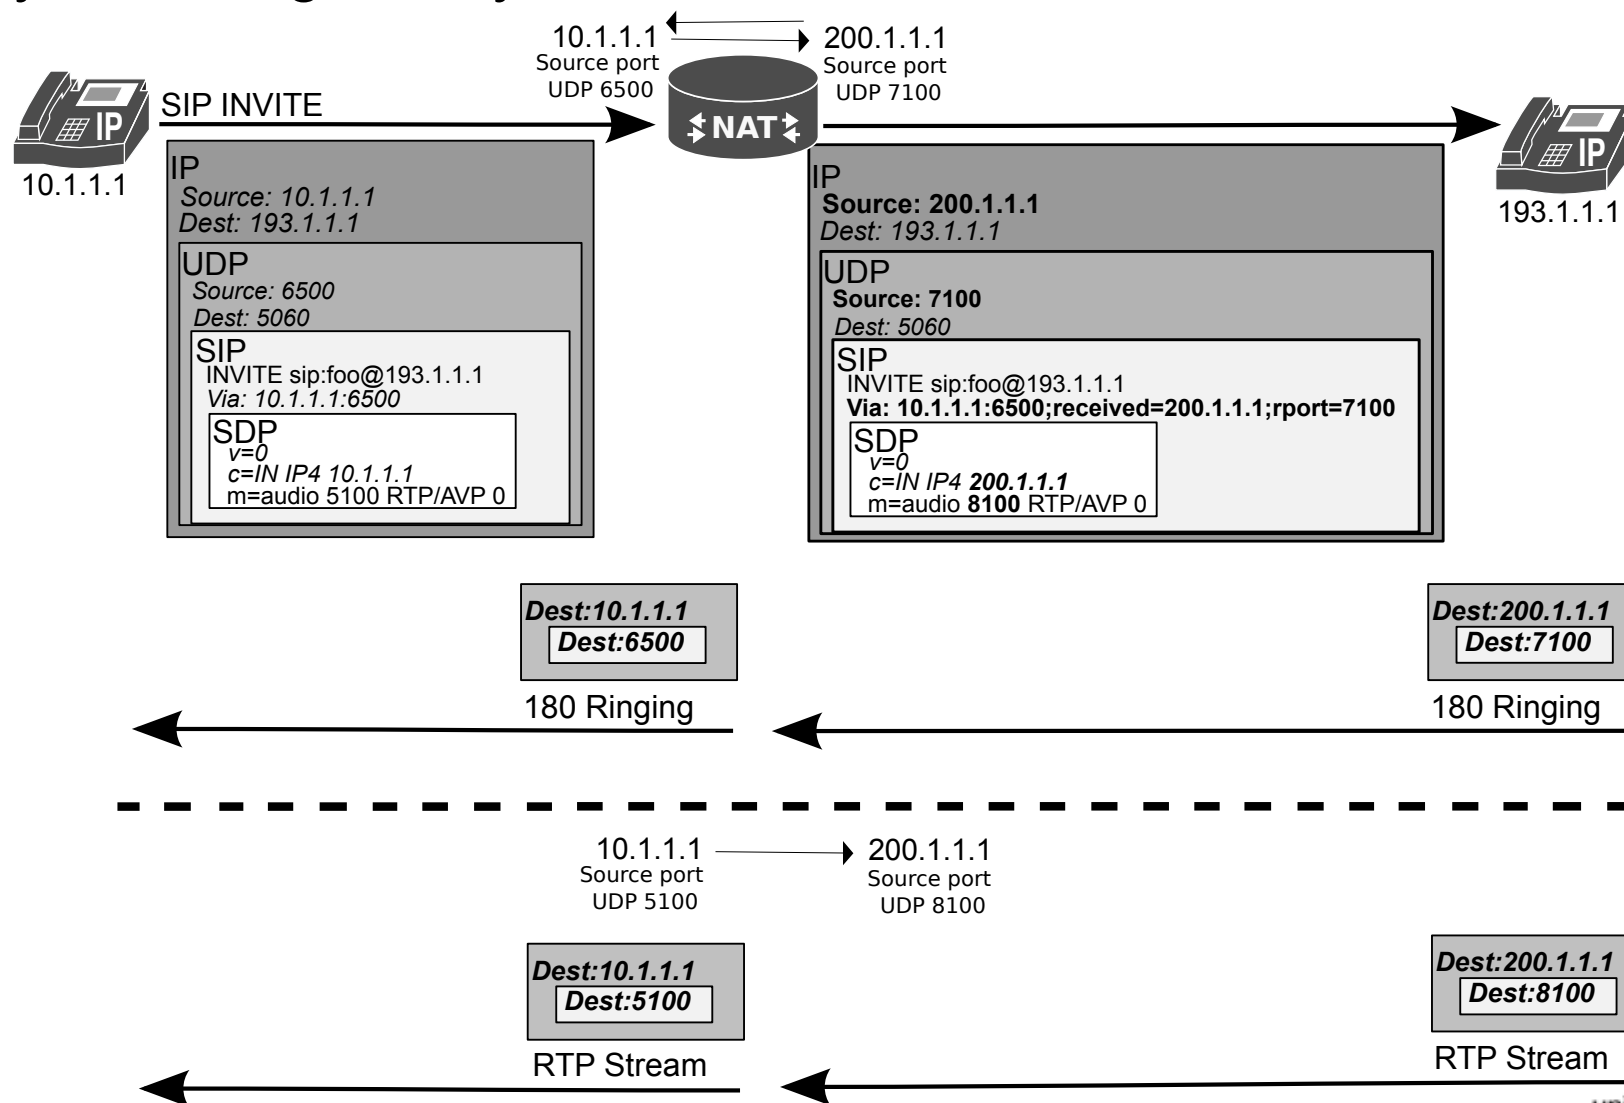 10.1.1.1
Source port
UDP 6500
200.1.1.1
Source port
UDP 7100
IP
10.1.1.1
SIP INVITE
NAT
IP
193.1.1.1
IP
Source: 10.1.1.1
Dest: 193.1.1.1
UDP
Source: 6500
Dest: 5060
SIP
INVITE sip:foo@193.1.1.1
Via: 10.1.1.1:6500
SDP
v=0
c=IN IP4 10.1.1.1
m=audio 5100 RTP/AVP 0
IP
Source: 200.1.1.1
Dest: 193.1.1.1
UDP
Source: 7100
Dest: 5060
SIP
INVITE sip:foo@193.1.1.1
Via: 10.1.1.1:6500;received=200.1.1.1;rport=7100
SDP
v=0
c=IN IP4 200.1.1.1
m=audio 8100 RTP/AVP 0
Dest:10.1.1.1
Dest:6500
180 Ringing
Dest:200.1.1.1
Dest:7100
180 Ringing
10.1.1.1
Source port
UDP 5100
200.1.1.1
Source port
UDP 8100
Dest:10.1.1.1
Dest:5100
RTP Stream
Dest:200.1.1.1
Dest:8100
RTP Stream